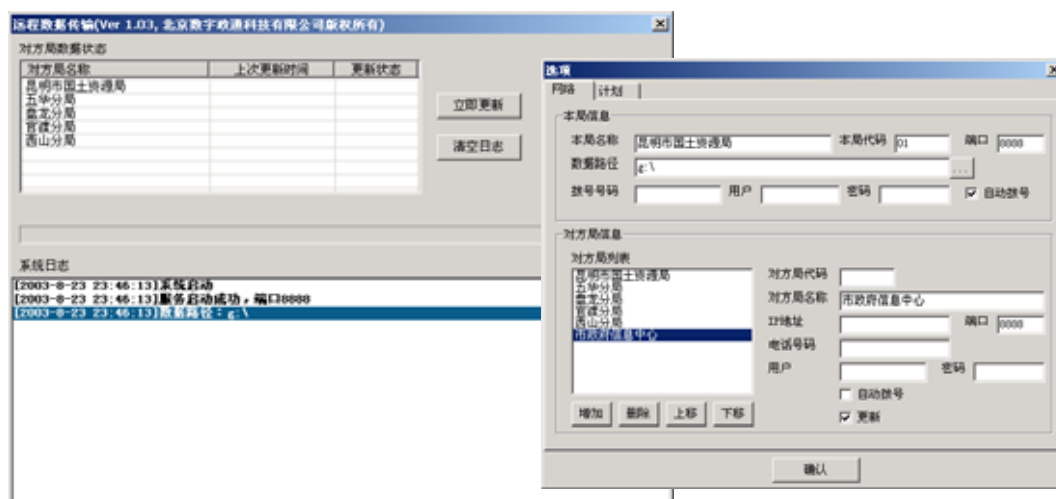 远程数据传输(Ver 1.03, 北京数字政通科技有限公司版权所有)
对方局数据状态
对方局名称 上次更新时间 更新状态
昆明市国土资源局
五华分局
盘龙分局
官渡分局
西山分局
立即更新
清空日志
系统日志
[2003-8-23 23:46:13]系统启动
[2003-8-23 23:46:13]服务启动成功，端口8888
[2003-8-23 23:46:13]数据路径：g:\
选项
网络 计划
本局信息
本局名称 昆明市国土资源局 本局代码 01 端口 8888
数据路径 g:\ ...
拨号号码 用户 密码 自动拨号
对方局信息
对方局列表
昆明市国土资源局
五华分局
盘龙分局
官渡分局
西山分局
市政府信息中心
增加 删除 上移 下移
对方局代码
对方局名称 市政府信息中心
IP地址 端口 8888
电话号码
用户 密码
自动拨号
更新
确认